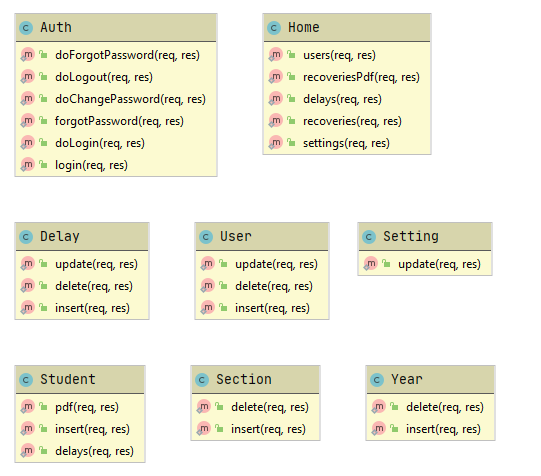 Auth
doForgotPassword(req, res)
doLogout(req, res)
doChangePassword(req, res)
forgotPassword(req, res)
doLogin(req, res)
login(req, res)
Home
users(req, res)
recoveriesPdf(req, res)
delays(req, res)
recoveries(req, res)
settings(req, res)
Delay
update(req, res)
delete(req, res)
insert(req, res)
User
update(req, res)
delete(req, res)
insert(req, res)
Setting
update(req, res)
Student
pdf(req, res)
insert(req, res)
delays(req, res)
Section
delete(req, res)
insert(req, res)
Year
delete(req, res)
insert(req, res)